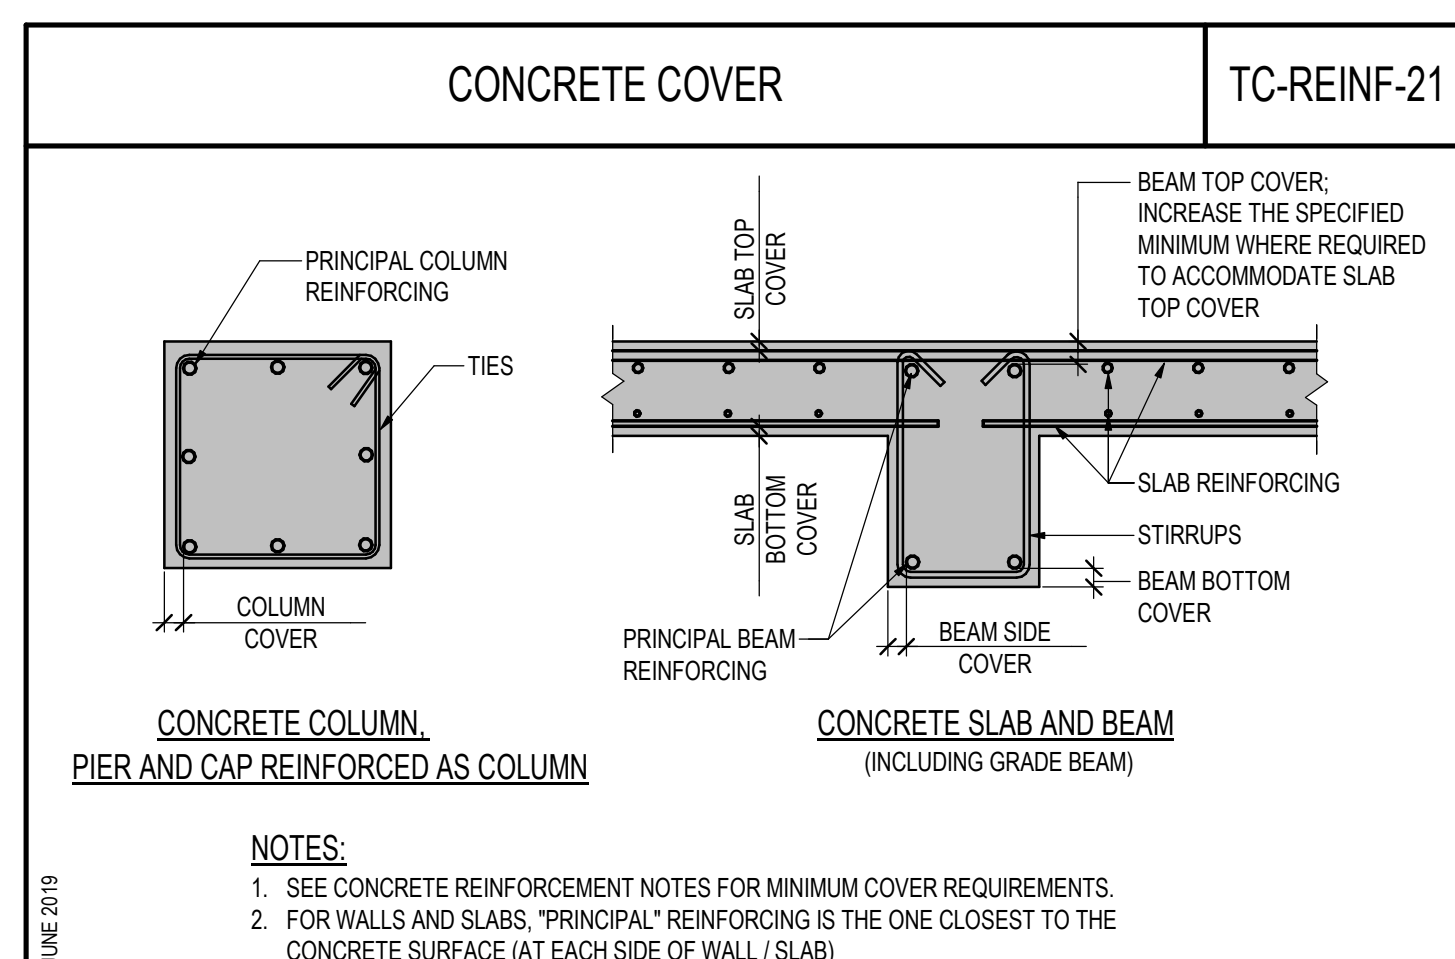 CONCRETE COVER
TC-REINF-21
PRINCIPAL COLUMN
REINFORCING
TIES
COLUMN
COVER
CONCRETE COLUMN,
PIER AND CAP REINFORCED AS COLUMN
SLAB TOP
COVER
BEAM TOP COVER;
INCREASE THE SPECIFIED
MINIMUM WHERE REQUIRED
TO ACCOMMODATE SLAB
TOP COVER
SLAB
BOTTOM
COVER
SLAB REINFORCING
STIRRUPS
BEAM BOTTOM
COVER
PRINCIPAL BEAM
REINFORCING
BEAM SIDE
COVER
CONCRETE SLAB AND BEAM
(INCLUDING GRADE BEAM)
NOTES:
1. SEE CONCRETE REINFORCEMENT NOTES FOR MINIMUM COVER REQUIREMENTS.
2. FOR WALLS AND SLABS, "PRINCIPAL" REINFORCING IS THE ONE CLOSEST TO THE
CONCRETE SURFACE (AT EACH SIDE OF WALL / SLAB)
JUNE 2019